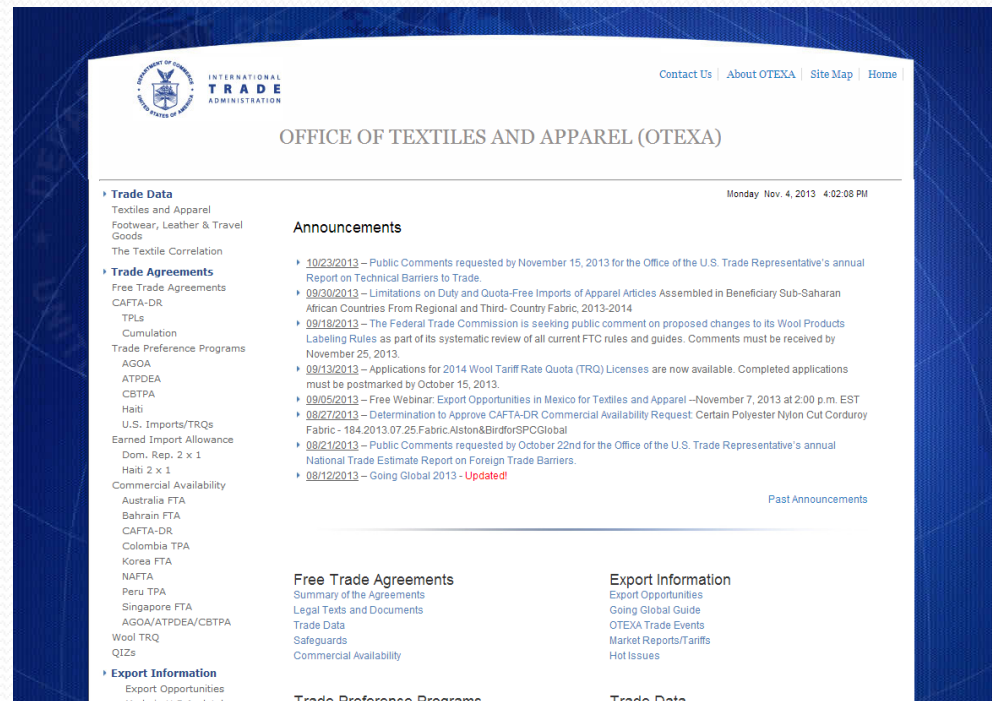 DEPARTMENT OF COMMERCE
UNITED STATES OF AMERICA
INTERNATIONAL
TRADE
ADMINISTRATION
Contact Us | About OTEXA | Site Map | Home |
OFFICE OF TEXTILES AND APPAREL (OTEXA)
Monday Nov. 4, 2013 4:02:08 PM
Trade Data
Textiles and Apparel
Footwear, Leather & Travel
Goods
The Textile Correlation
Trade Agreements
Free Trade Agreements
CAFTA-DR
TPLs
Cumulation
Trade Preference Programs
AGOA
ATPDEA
CBTPA
Haiti
U.S. Imports/TRQs
Earned Import Allowance
Dom. Rep. 2 x 1
Haiti 2 x 1
Commercial Availability
Australia FTA
Bahrain FTA
CAFTA-DR
Colombia TPA
Korea FTA
NAFTA
Peru TPA
Singapore FTA
AGOA/ATPDEA/CBTPA
Wool TRQ
QIZs
Export Information
Export Opportunities
Announcements
10/23/2013 – Public Comments requested by November 15, 2013 for the Office of the U.S. Trade Representative's annual
Report on Technical Barriers to Trade.
09/30/2013 – Limitations on Duty and Quota-Free Imports of Apparel Articles Assembled in Beneficiary Sub-Saharan
African Countries From Regional and Third- Country Fabric, 2013-2014
09/18/2013 – The Federal Trade Commission is seeking public comment on proposed changes to its Wool Products
Labeling Rules as part of its systematic review of all current FTC rules and guides. Comments must be received by
November 25, 2013.
09/13/2013 – Applications for 2014 Wool Tariff Rate Quota (TRQ) Licenses are now available. Completed applications
must be postmarked by October 15, 2013.
09/05/2013 – Free Webinar: Export Opportunities in Mexico for Textiles and Apparel --November 7, 2013 at 2:00 p.m. EST
08/27/2013 – Determination to Approve CAFTA-DR Commercial Availability Request: Certain Polyester Nylon Cut Corduroy
Fabric - 184.2013.07.25.Fabric.Alston&BirdforSPCGlobal
08/21/2013 – Public Comments requested by October 22nd for the Office of the U.S. Trade Representative's annual
National Trade Estimate Report on Foreign Trade Barriers.
08/12/2013 – Going Global 2013 - Updated!
Past Announcements
Free Trade Agreements
Summary of the Agreements
Legal Texts and Documents
Trade Data
Safeguards
Commercial Availability
Export Information
Export Opportunities
Going Global Guide
OTEXA Trade Events
Market Reports/Tariffs
Hot Issues
Trade Preference Programs
Trade Data